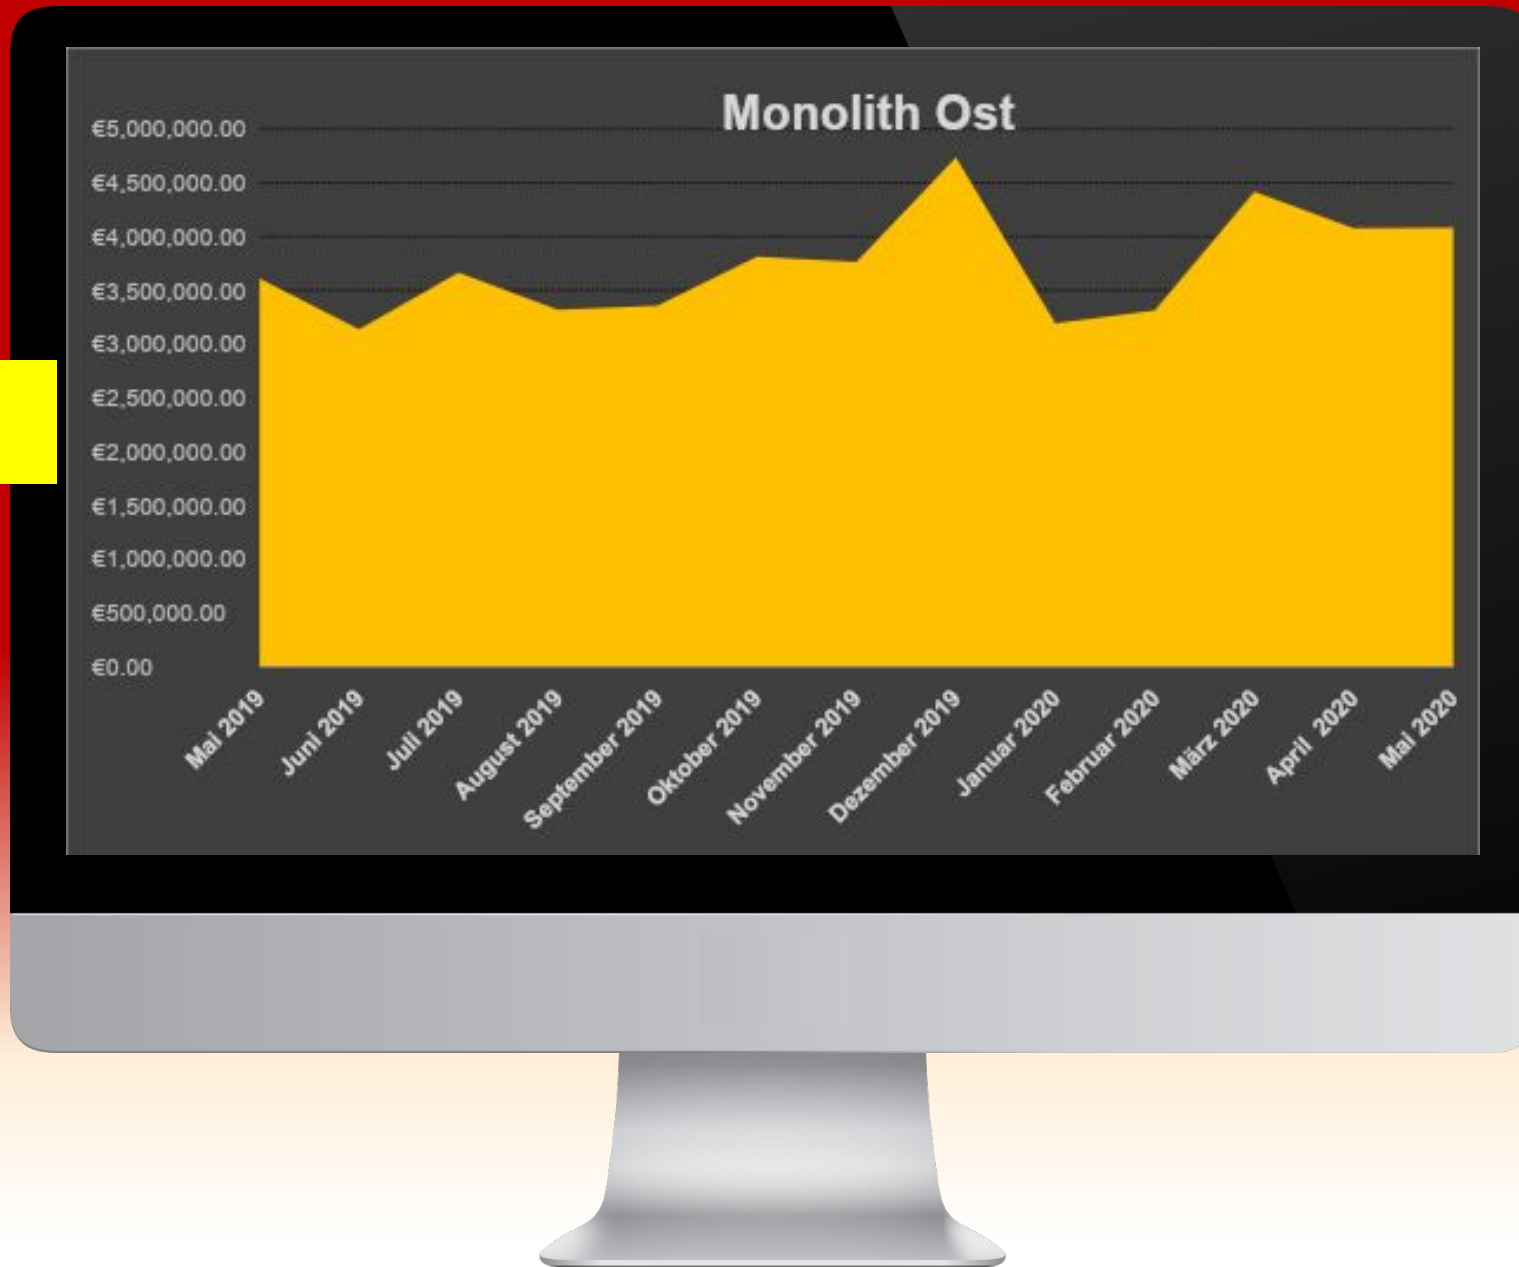 Monolith Ost
€5,000,000.00
€4,500,000.00
€4,000,000.00
€3,500,000.00
€3,000,000.00
€2,500,000.00
€2,000,000.00
€1,500,000.00
€1,000,000.00
€500,000.00
€0.00
Mai 2019
Juni 2019
Juli 2019
August 2019
September 2019
Oktober 2019
November 2019
Dezember 2019
Januar 2020
Februar 2020
März 2020
April 2020
Mai 2020